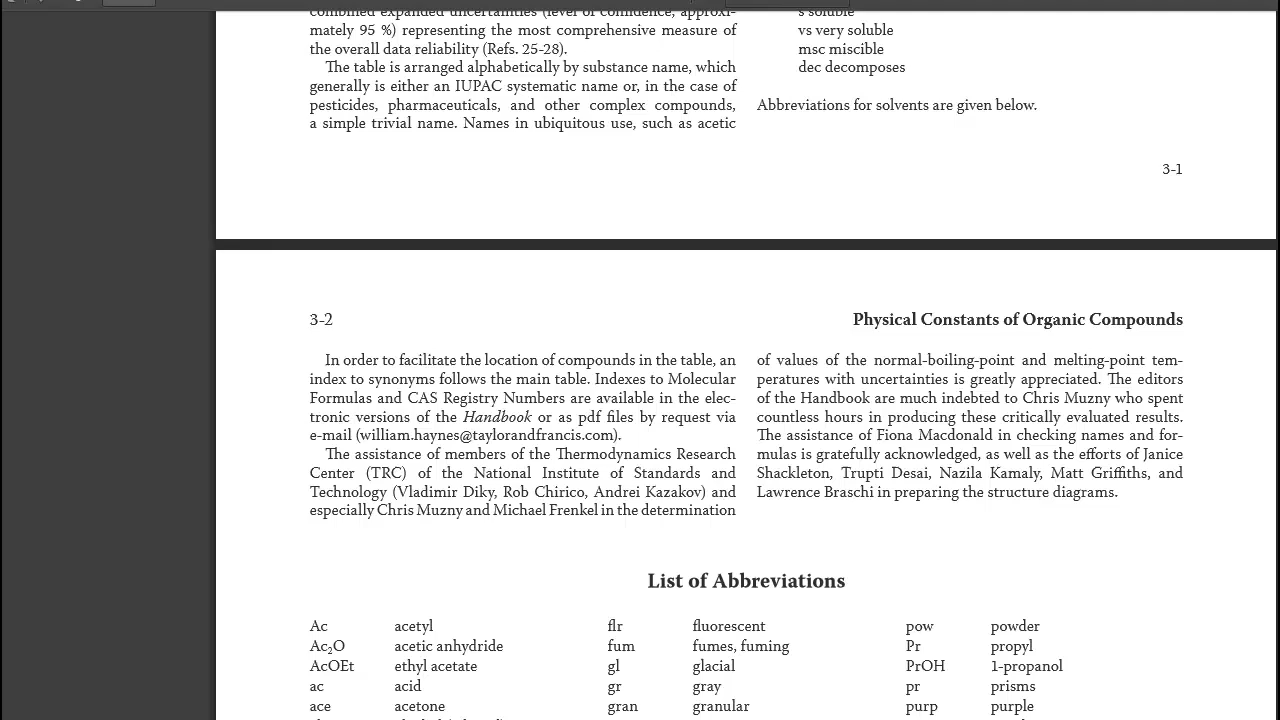 combined expanded uncertainties (level of confidence, approxi-
mately 95 %) representing the most comprehensive measure of
the overall data reliability (Refs. 25-28).
The table is arranged alphabetically by substance name, which
generally is either an IUPAC systematic name or, in the case of
pesticides, pharmaceuticals, and other complex compounds,
a simple trivial name. Names in ubiquitous use, such as acetic
s soluble
vs very soluble
msc miscible
dec decomposes
Abbreviations for solvents are given below.
3-1
3-2
Physical Constants of Organic Compounds
In order to facilitate the location of compounds in the table, an
index to synonyms follows the main table. Indexes to Molecular
Formulas and CAS Registry Numbers are available in the elec-
tronic versions of the Handbook or as pdf files by request via
e-mail (william.haynes@taylorandfrancis.com).
The assistance of members of the Thermodynamics Research
Center (TRC) of the National Institute of Standards and
Technology (Vladimir Diky, Rob Chirico, Andrei Kazakov) and
especially Chris Muzny and Michael Frenkel in the determination
of values of the normal-boiling-point and melting-point tem-
peratures with uncertainties is greatly appreciated. The editors
of the Handbook are much indebted to Chris Muzny who spent
countless hours in producing these critically evaluated results.
The assistance of Fiona Macdonald in checking names and for-
mulas is gratefully acknowledged, as well as the efforts of Janice
Shackleton, Trupti Desai, Nazila Kamaly, Matt Griffiths, and
Lawrence Braschi in preparing the structure diagrams.
List of Abbreviations
Ac acetyl flr fluorescent pow powder
Ac₂O acetic anhydride fum fumes, fuming Pr propyl
AcOEt ethyl acetate gl glacial PrOH 1-propanol
ac acid gr gray pr prisms
ace acetone gran granular purp purple